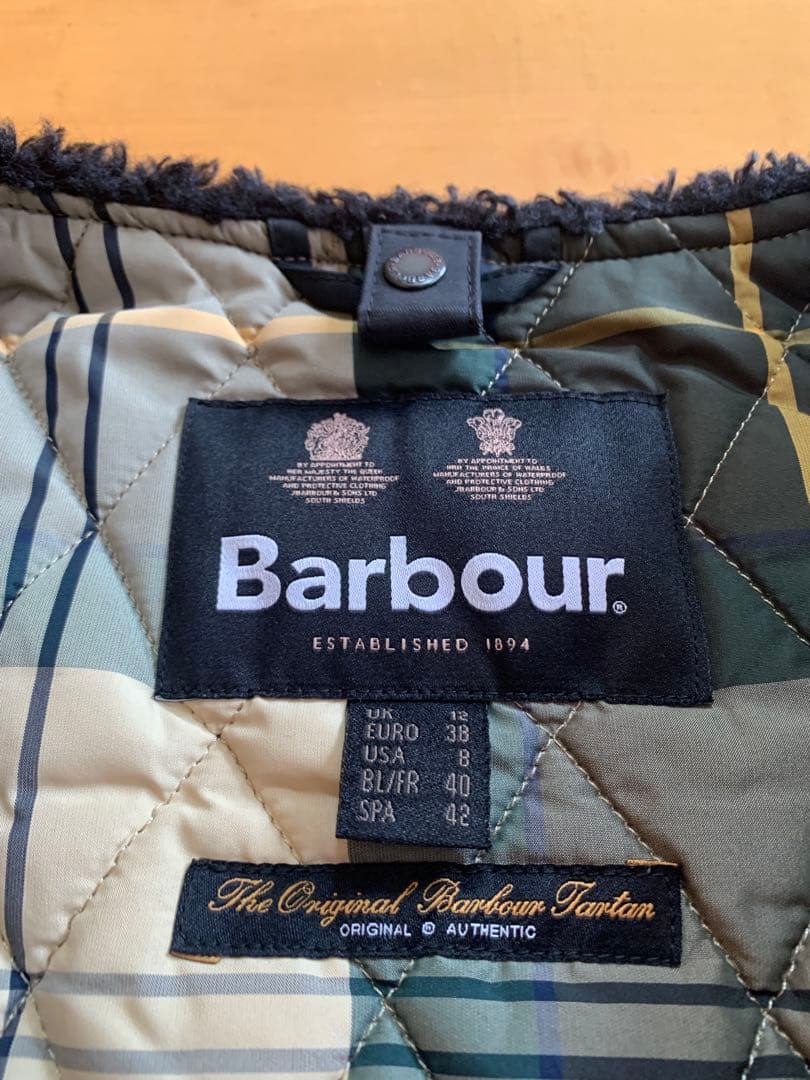 BY APPOINTMENT TO
HER MAJESTY THE QUEEN
MANUFACTURERS OF WATERPROOF
AND PROTECTIVE CLOTHING
J BARBOUR & SONS LTD
SOUTH SHIELDS
BY APPOINTMENT TO
HRH THE PRINCE OF WALES
MANUFACTURERS OF WATERPROOF
AND PROTECTIVE CLOTHING
J BARBOUR & SONS LTD
SOUTH SHIELDS
Barbour®
ESTABLISHED 1894
UK 12
EURO 38
USA 8
BL/FR 40
SPA 42
The Original Barbour Tartan
ORIGINAL ® AUTHENTIC